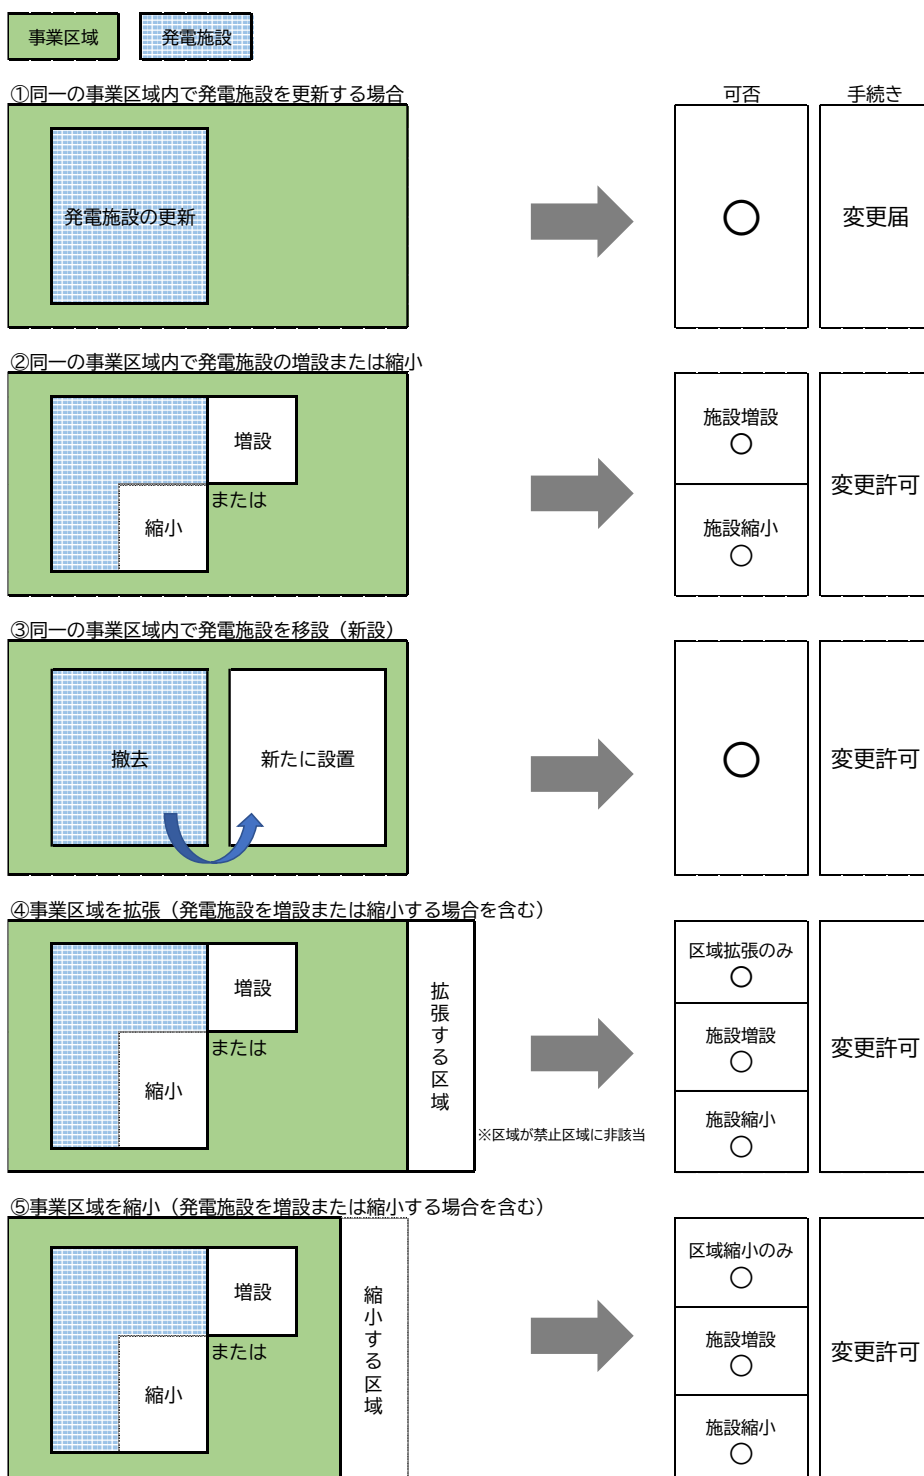 事業区域 発電施設
①同一の事業区域内で発電施設を更新する場合 可否 手続き
発電施設の更新 ○ 変更届
②同一の事業区域内で発電施設の増設または縮小
増設
または
縮小
施設増設
○
施設縮小
○
変更許可
③同一の事業区域内で発電施設を移設（新設）
撤去 新たに設置 ○ 変更許可
④事業区域を拡張（発電施設を増設または縮小する場合を含む）
増設
または
縮小
拡張する区域
※区域が禁止区域に非該当
区域拡張のみ
○
施設増設
○
施設縮小
○
変更許可
⑤事業区域を縮小（発電施設を増設または縮小する場合を含む）
増設
または
縮小
縮小する区域
区域縮小のみ
○
施設増設
○
施設縮小
○
変更許可